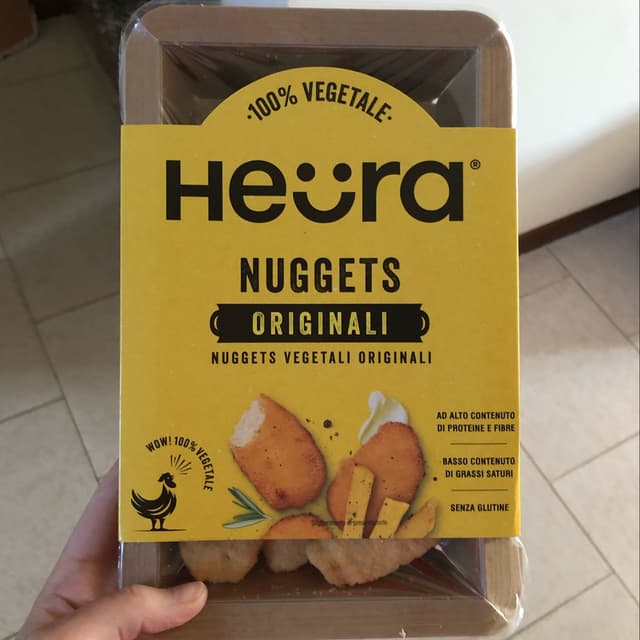 ·100% VEGETALE·
Heüra®
NUGGETS
ORIGINALI
NUGGETS VEGETALI ORIGINALI
AD ALTO CONTENUTO
DI PROTEINE E FIBRE
BASSO CONTENUTO
DI GRASSI SATURI
SENZA GLUTINE
WOW! 100% VEGETALE